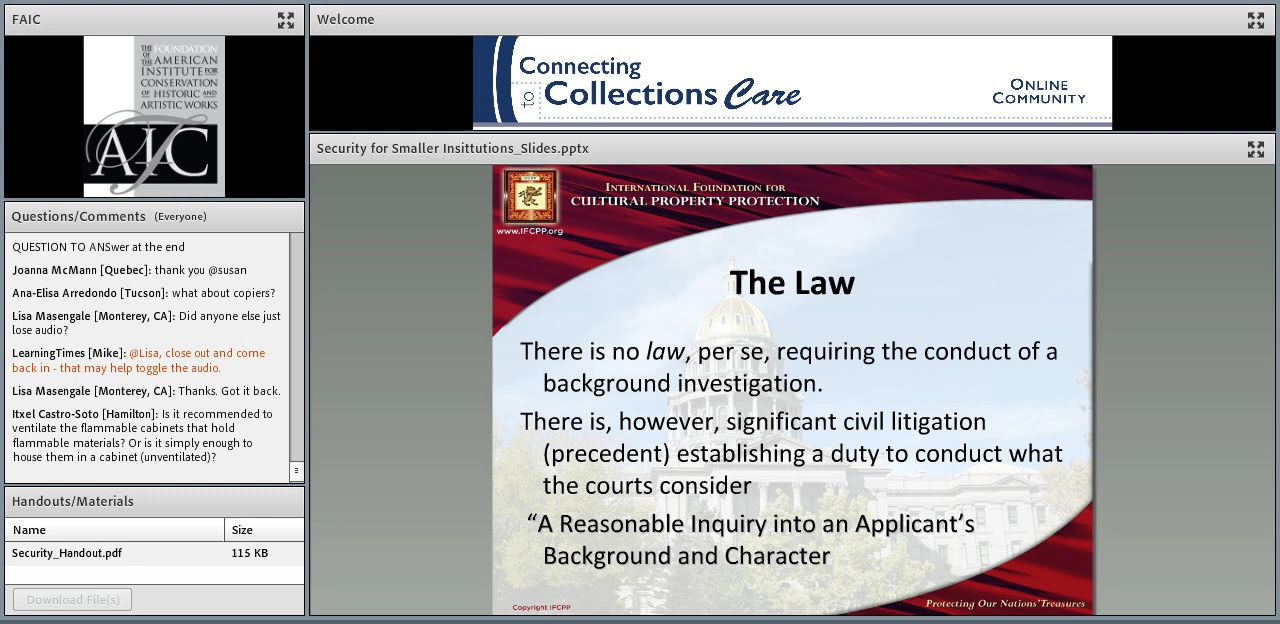 FAIC
THE FOUNDATION
OF THE AMERICAN
INSTITUTE FOR
CONSERVATION
OF HISTORIC AND
ARTISTIC WORKS
AIC
Questions/Comments (Everyone)
QUESTION TO ANSwer at the end
Joanna McMann [Quebec]: thank you @susan
Ana-Elisa Arredondo [Tucson]: what about copiers?
Lisa Masengale [Monterey, CA]: Did anyone else just
lose audio?
LearningTimes [Mike]: @Lisa, close out and come
back in - that may help toggle the audio.
Lisa Masengale [Monterey, CA]: Thanks. Got it back.
Itxel Castro-Soto [Hamilton]: Is it recommended to
ventilate the flammable cabinets that hold
flammable materials? Or is it simply enough to
house them in a cabinet (unventilated)?
Handouts/Materials
Name Size
Security_Handout.pdf 115 KB
Download File(s)
Welcome
Connecting
to Collections Care
ONLINE
COMMUNITY
Security for Smaller Insittutions_Slides.pptx
IFCPP
INTERNATIONAL FOUNDATION FOR
CULTURAL PROPERTY PROTECTION
www.IFCPP.org
The Law
There is no law, per se, requiring the conduct of a
background investigation.
There is, however, significant civil litigation
(precedent) establishing a duty to conduct what
the courts consider
“A Reasonable Inquiry into an Applicant’s
Background and Character
Copyright IFCPP
Protecting Our Nations'Treasures